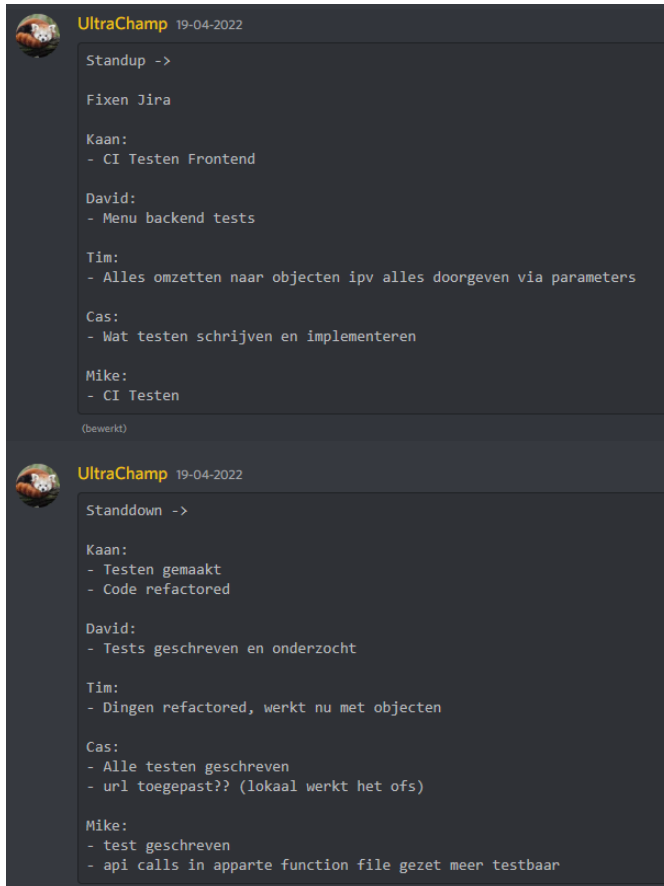 UltraChamp 19-04-2022
Standup ->
Fixen Jira
Kaan:
- CI Testen Frontend
David:
- Menu backend tests
Tim:
- Alles omzetten naar objecten ipv alles doorgeven via parameters
Cas:
- Wat testen schrijven en implementeren
Mike:
- CI Testen
(bewerkt)
UltraChamp 19-04-2022
Standdown ->
Kaan:
- Testen gemaakt
- Code refactored
David:
- Tests geschreven en onderzocht
Tim:
- Dingen refactored, werkt nu met objecten
Cas:
- Alle testen geschreven
- url toegepast?? (lokaal werkt het ofs)
Mike:
- test geschreven
- api calls in apparte function file gezet meer testbaar